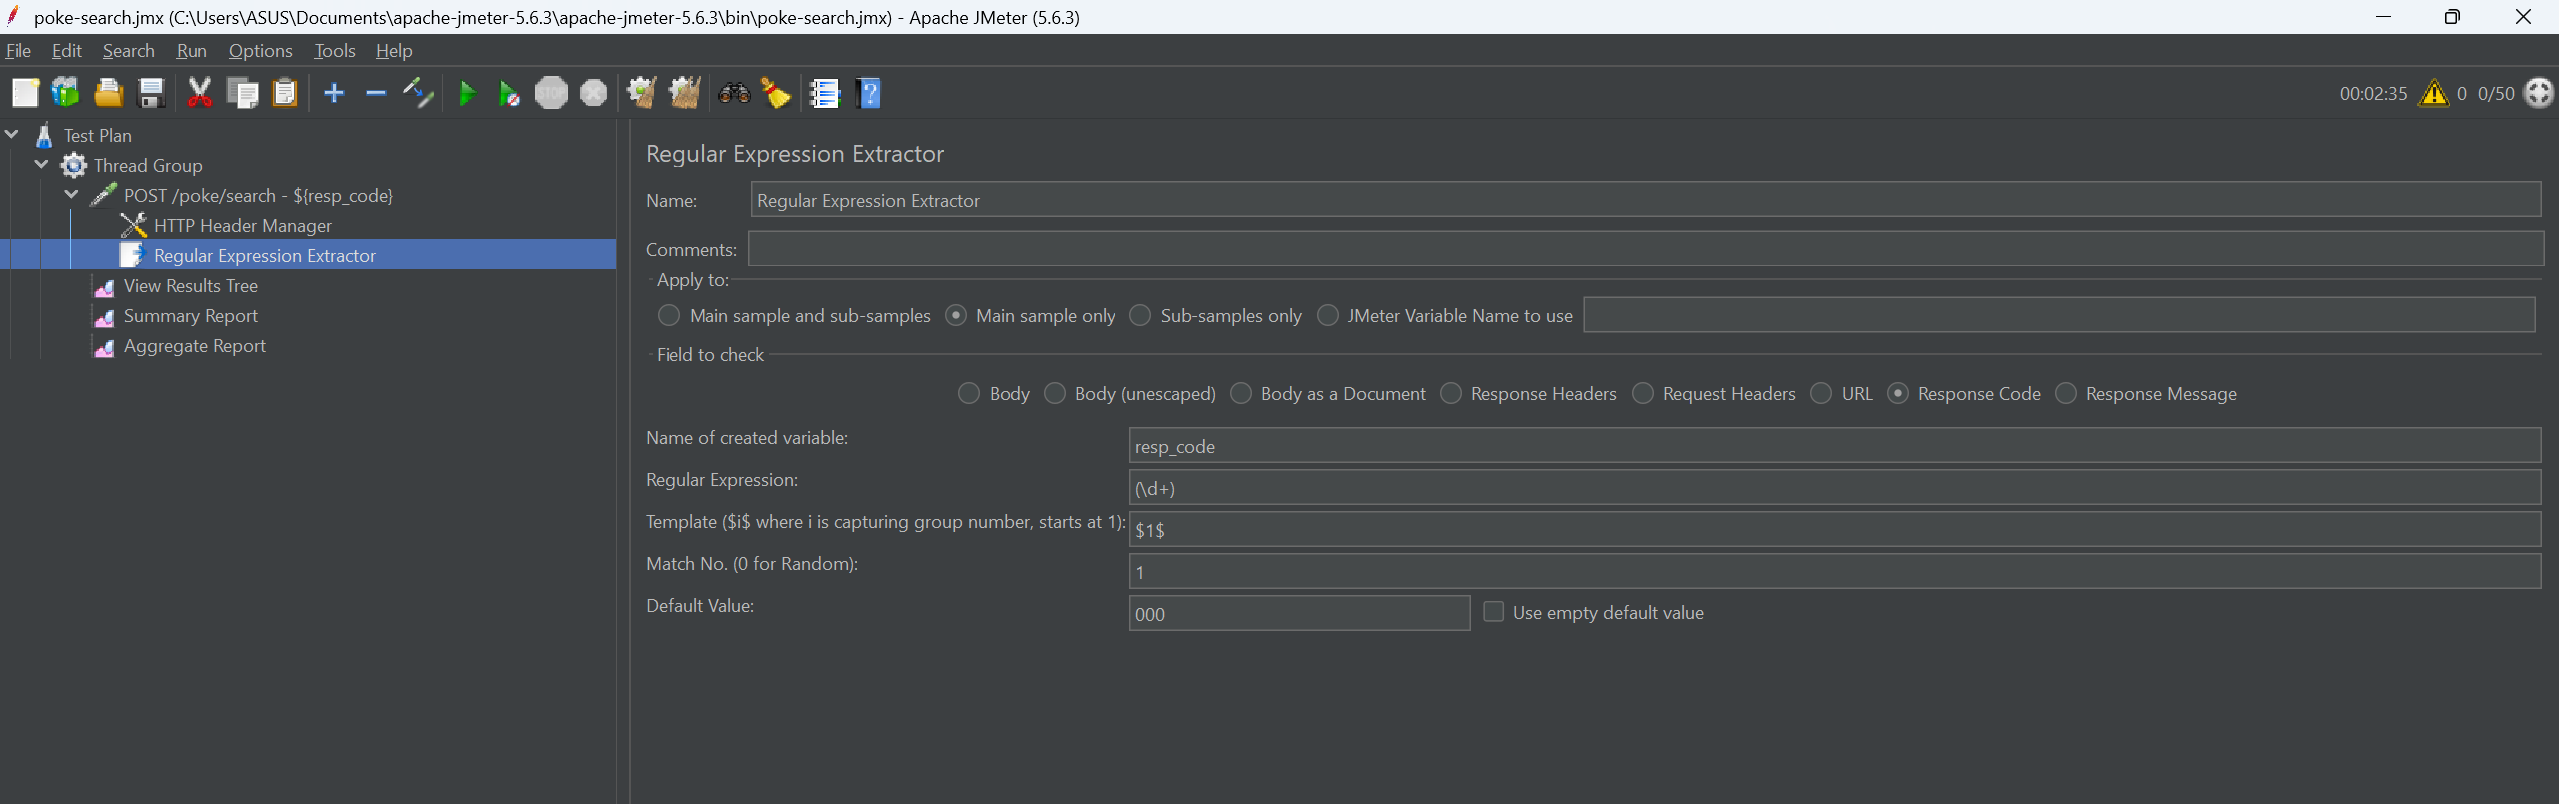 poke-search.jmx (C:\Users\ASUS\Documents\apache-jmeter-5.6.3\apache-jmeter-5.6.3\bin\poke-search.jmx) - Apache JMeter (5.6.3)
File Edit Search Run Options Tools Help
STOP
?
00:02:35 0 0/50
Test Plan
Thread Group
POST /poke/search - ${resp_code}
HTTP Header Manager
Regular Expression Extractor
View Results Tree
Summary Report
Aggregate Report
Regular Expression Extractor
Name: Regular Expression Extractor
Comments:
Apply to:
Main sample and sub-samples Main sample only Sub-samples only JMeter Variable Name to use
Field to check
Body Body (unescaped) Body as a Document Response Headers Request Headers URL Response Code Response Message
Name of created variable: resp_code
Regular Expression: (\d+)
Template ($i$ where i is capturing group number, starts at 1): $1$
Match No. (0 for Random): 1
Default Value: 000 Use empty default value